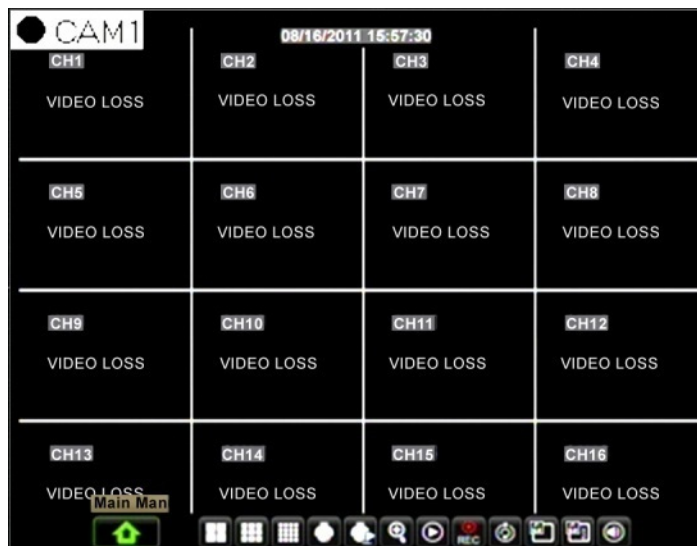 CAM1
08/16/2011 15:57:30
CH1 CH2 CH3 CH4
VIDEO LOSS VIDEO LOSS VIDEO LOSS VIDEO LOSS
CH5 CH6 CH7 CH8
VIDEO LOSS VIDEO LOSS VIDEO LOSS VIDEO LOSS
CH9 CH10 CH11 CH12
VIDEO LOSS VIDEO LOSS VIDEO LOSS VIDEO LOSS
CH13 CH14 CH15 CH16
VIDEO LOSS VIDEO LOSS VIDEO LOSS VIDEO LOSS
Main Man
REC